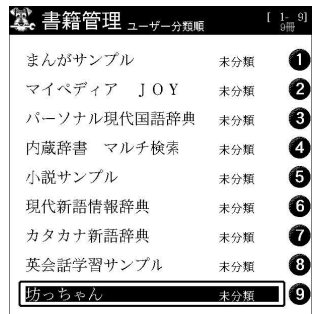 書籍管理 ユーザー分類順 [ 1- 9] 9冊
まんがサンプル 未分類 1
マイペディア JOY 未分類 2
パーソナル現代国語辞典 未分類 3
内蔵辞書 マルチ検索 未分類 4
小説サンプル 未分類 5
現代新語情報辞典 未分類 6
カタカナ新語辞典 未分類 7
英会話学習サンプル 未分類 8
坊っちゃん 未分類 9